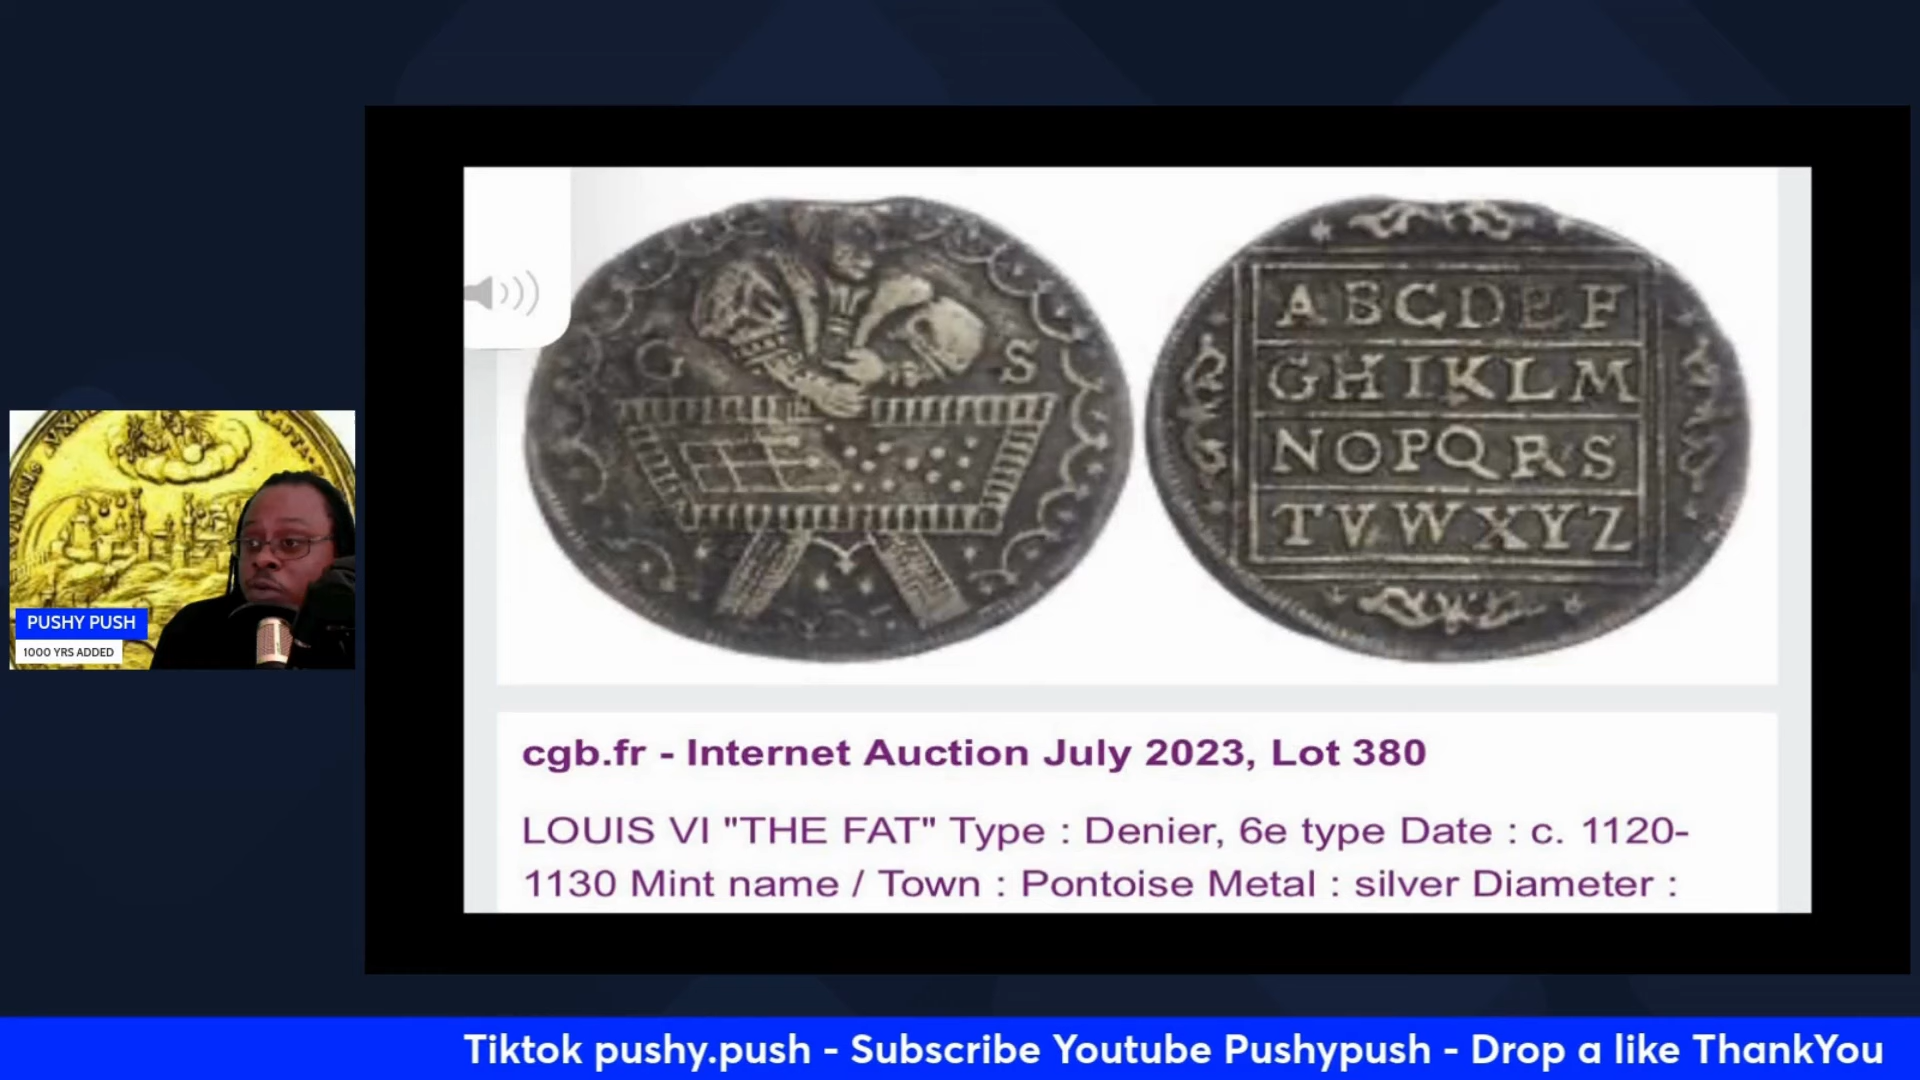 G S
A B C D E F
G H I K L M
N O P Q R S
T V W X Y Z
PUSHY PUSH
1000 YRS ADDED
cgb.fr - Internet Auction July 2023, Lot 380
LOUIS VI "THE FAT" Type : Denier, 6e type Date : c. 1120-
1130 Mint name / Town : Pontoise Metal : silver Diameter :
Tiktok pushy.push - Subscribe Youtube Pushypush - Drop a like ThankYou